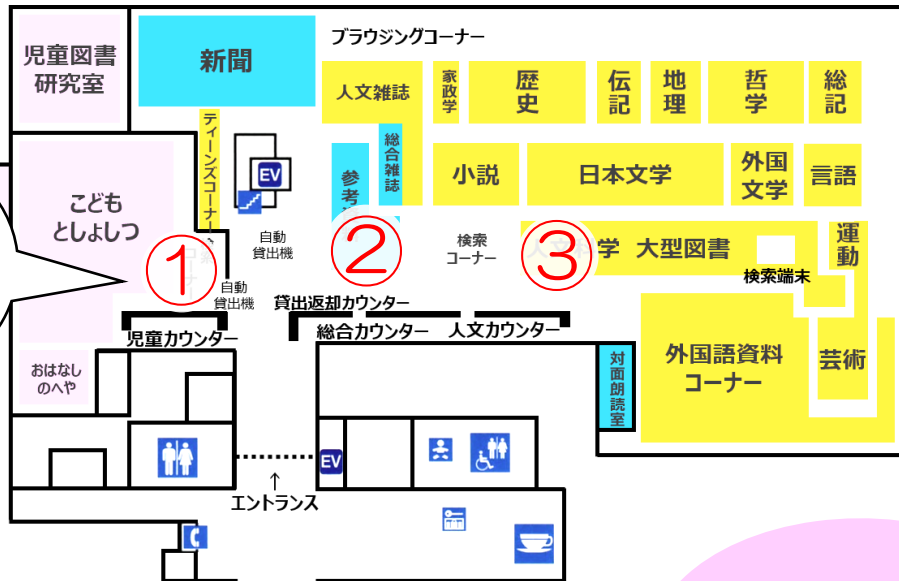 児童図書
研究室
新聞
ブラウジングコーナー
人文雑誌
家政学
歴史
伝記
地理
哲学
総記
ティーンズコーナー
総合雑誌
参考
EV
小説
日本文学
外国
文学
言語
こども
としょしつ
自動
貸出機
検索
コーナー
①
②
③
科学 大型図書
運動
検索端末
自動
貸出機
貸出返却カウンター
児童カウンター
総合カウンター
人文カウンター
おはなし
のへや
対面朗読室
外国語資料
コーナー
芸術
EV
↑
エントランス